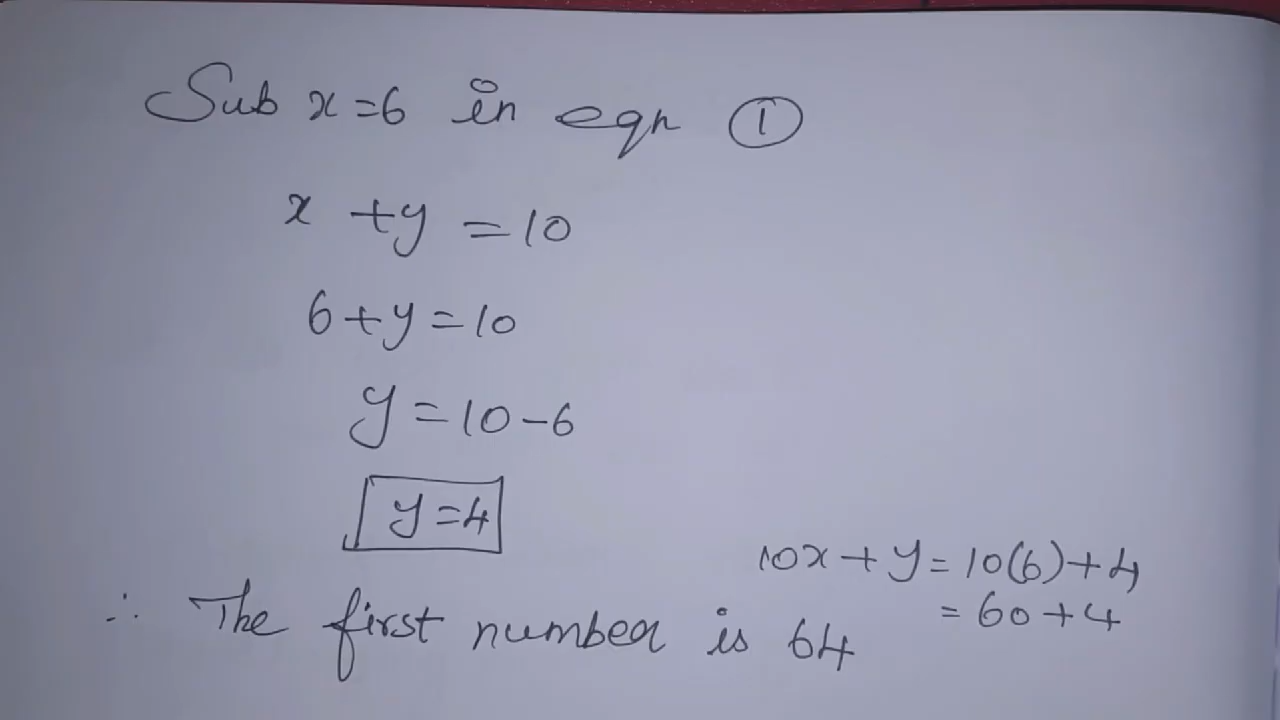 Sub x=6 in eqn ①
x + y = 10
6 + y = 10
y = 10 - 6
y = 4
10x + y = 10(6) + 4
= 60 + 4
∴ The first number is 64